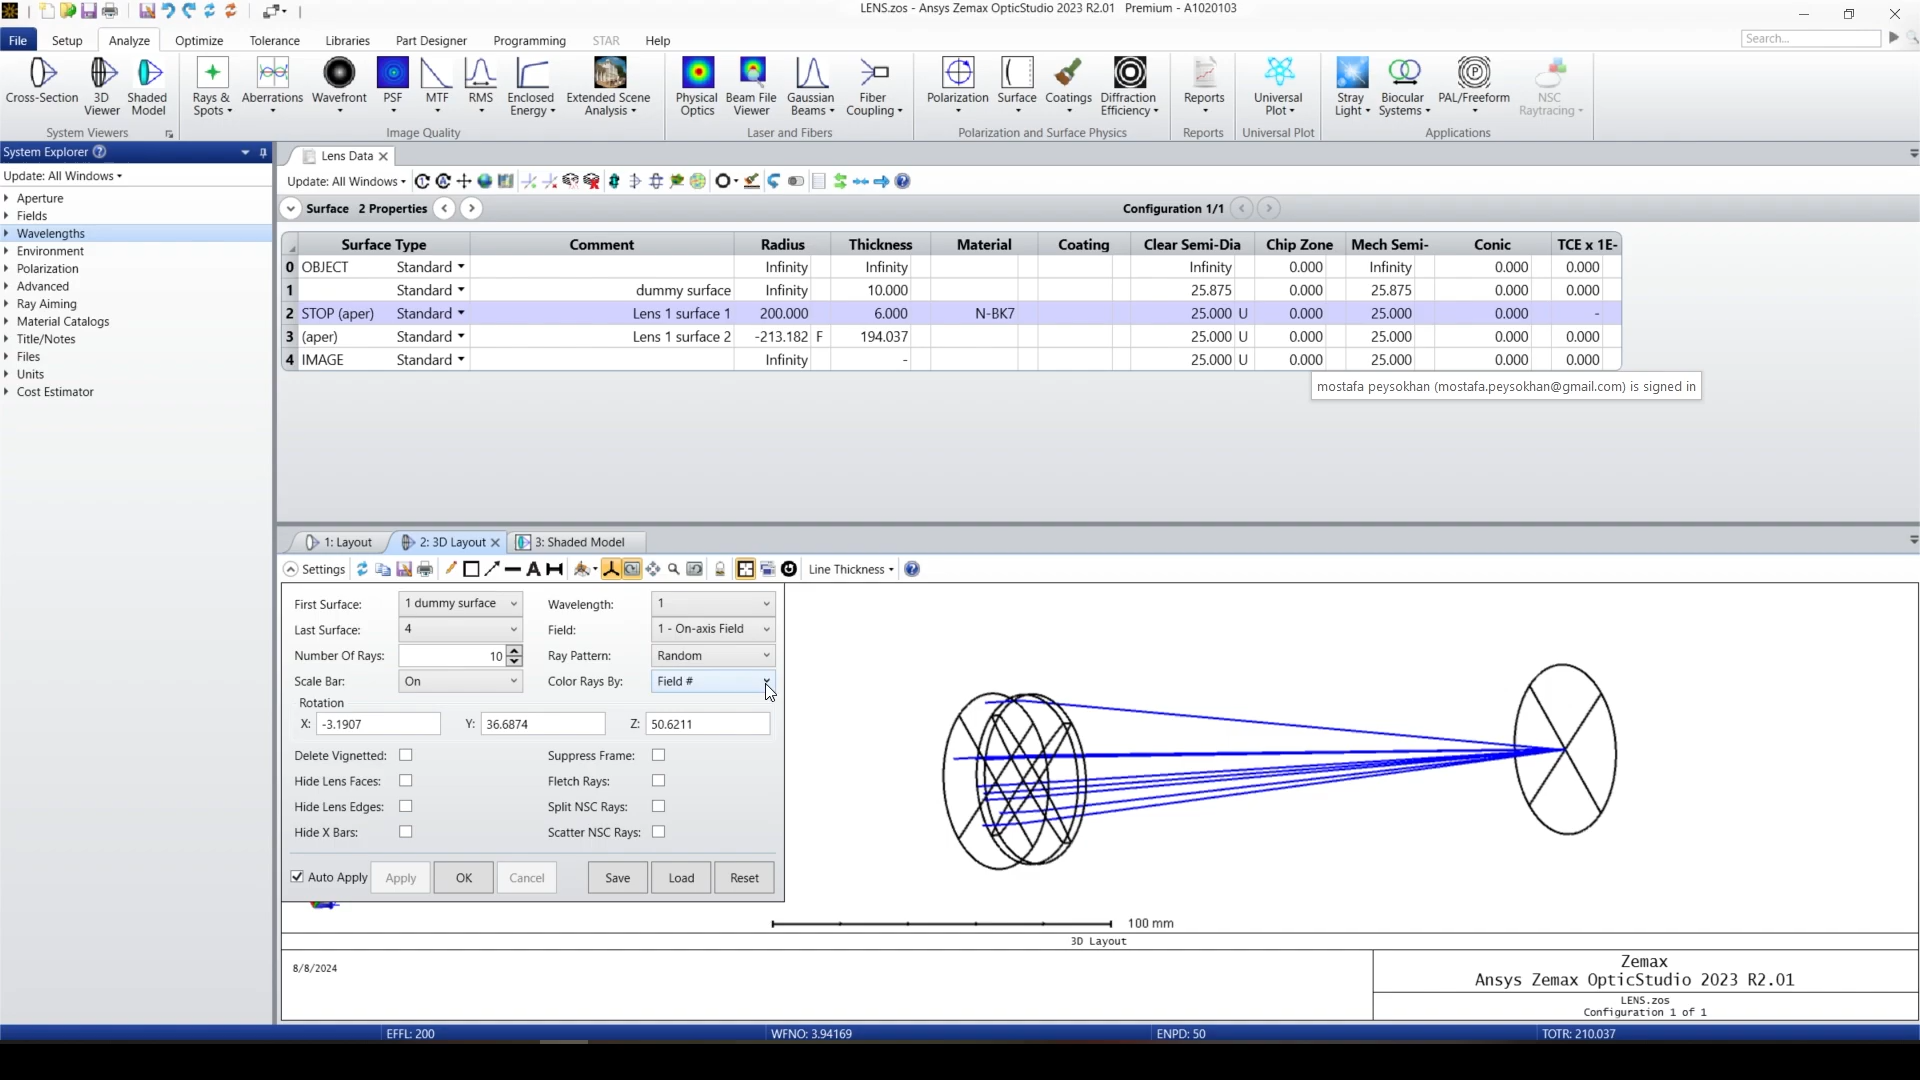 LENS.zos - Ansys Zemax OpticStudio 2023 R2.01   Premium - A1020103
File Setup Analyze Optimize Tolerance Libraries Part Designer Programming STAR Help Search...
Cross-Section 3D Viewer Shaded Model Rays & Spots Aberrations Wavefront PSF MTF RMS Enclosed Energy Extended Scene Analysis Physical Optics Beam File Viewer Gaussian Beams Fiber Coupling Polarization Surface Coatings Diffraction Efficiency Reports Universal Plot Stray Light Biocular Systems PAL/Freeform NSC Raytracing
System Viewers Image Quality Laser and Fibers Polarization and Surface Physics Reports Universal Plot Applications
System Explorer
Update: All Windows
Aperture
Fields
Wavelengths
Environment
Polarization
Advanced
Ray Aiming
Material Catalogs
Title/Notes
Files
Units
Cost Estimator
Lens Data
Update: All Windows
Surface 2 Properties Configuration 1/1
Surface Type Comment Radius Thickness Material Coating Clear Semi-Dia Chip Zone Mech Semi- Conic TCE x 1E-
0 OBJECT Standard Infinity Infinity Infinity 0.000 Infinity 0.000 0.000
1 Standard dummy surface Infinity 10.000 25.875 0.000 25.875 0.000 0.000
2 STOP (aper) Standard Lens 1 surface 1 200.000 6.000 N-BK7 25.000 U 0.000 25.000 0.000 -
3 (aper) Standard Lens 1 surface 2 -213.182 F 194.037 25.000 U 0.000 25.000 0.000 0.000
4 IMAGE Standard Infinity - 25.000 U 0.000 25.000 0.000 0.000
mostafa peysokhan (mostafa.peysokhan@gmail.com) is signed in
1: Layout 2: 3D Layout 3: Shaded Model
Settings Line Thickness
First Surface: 1 dummy surface Wavelength: 1
Last Surface: 4 Field: 1 - On-axis Field
Number Of Rays: 10 Ray Pattern: Random
Scale Bar: On Color Rays By: Field #
Rotation
X: -3.1907 Y: 36.6874 Z: 50.6211
Delete Vignetted: Suppress Frame:
Hide Lens Faces: Fletch Rays:
Hide Lens Edges: Split NSC Rays:
Hide X Bars: Scatter NSC Rays:
Auto Apply Apply OK Cancel Save Load Reset
100 mm
3D Layout
8/8/2024
Zemax
Ansys Zemax OpticStudio 2023 R2.01
LENS.zos
Configuration 1 of 1
EFFL: 200 WFNO: 3.94169 ENPD: 50 TOTR: 210.037